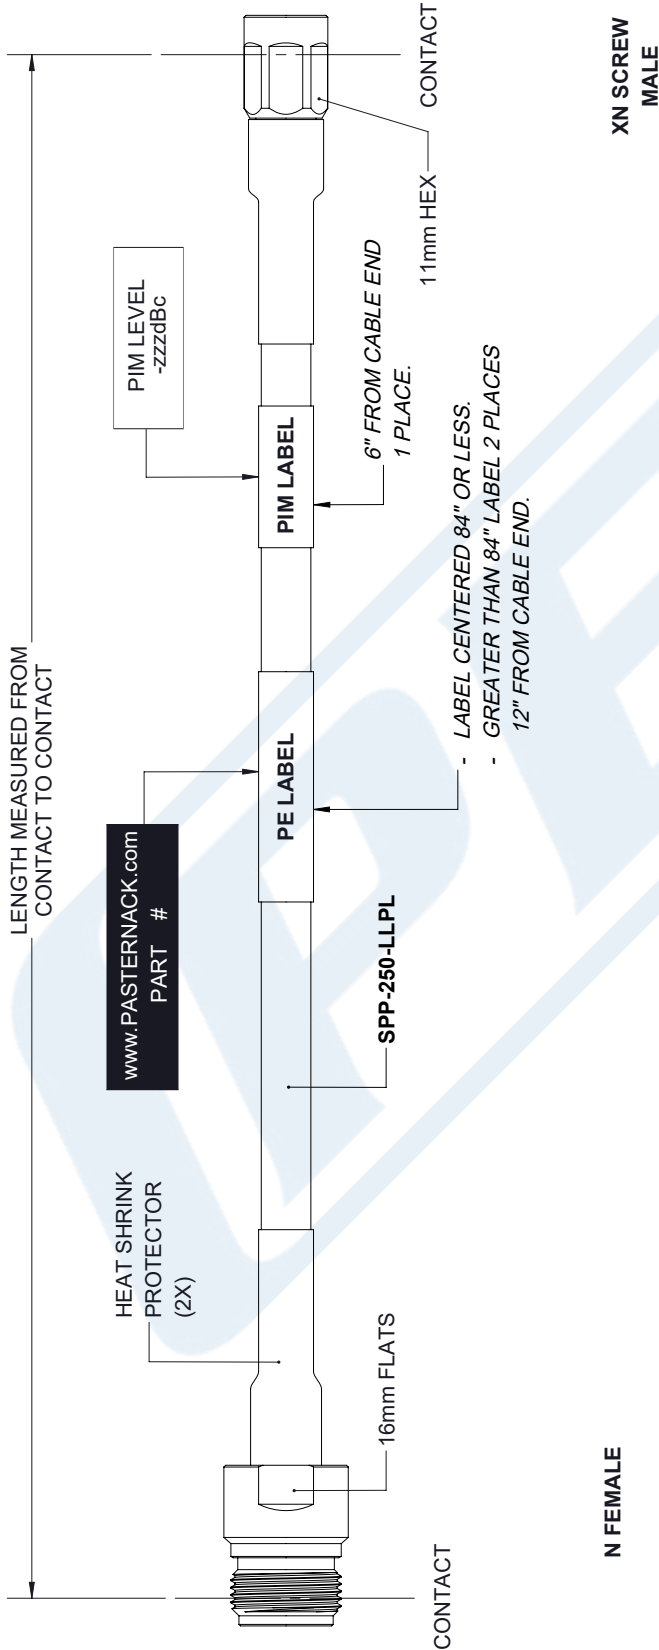 LENGTH MEASURED FROM
CONTACT TO CONTACT
www.PASTERNACK.com
PART #
PIM LEVEL
-zzzdBc
HEAT SHRINK
PROTECTOR
(2X)
PE LABEL
PIM LABEL
16mm FLATS
SPP-250-LLPL
6" FROM CABLE END
1 PLACE.
11mm HEX
CONTACT
CONTACT
- LABEL CENTERED 84" OR LESS.
- GREATER THAN 84" LABEL 2 PLACES
12" FROM CABLE END.
N FEMALE
XN SCREW
MALE